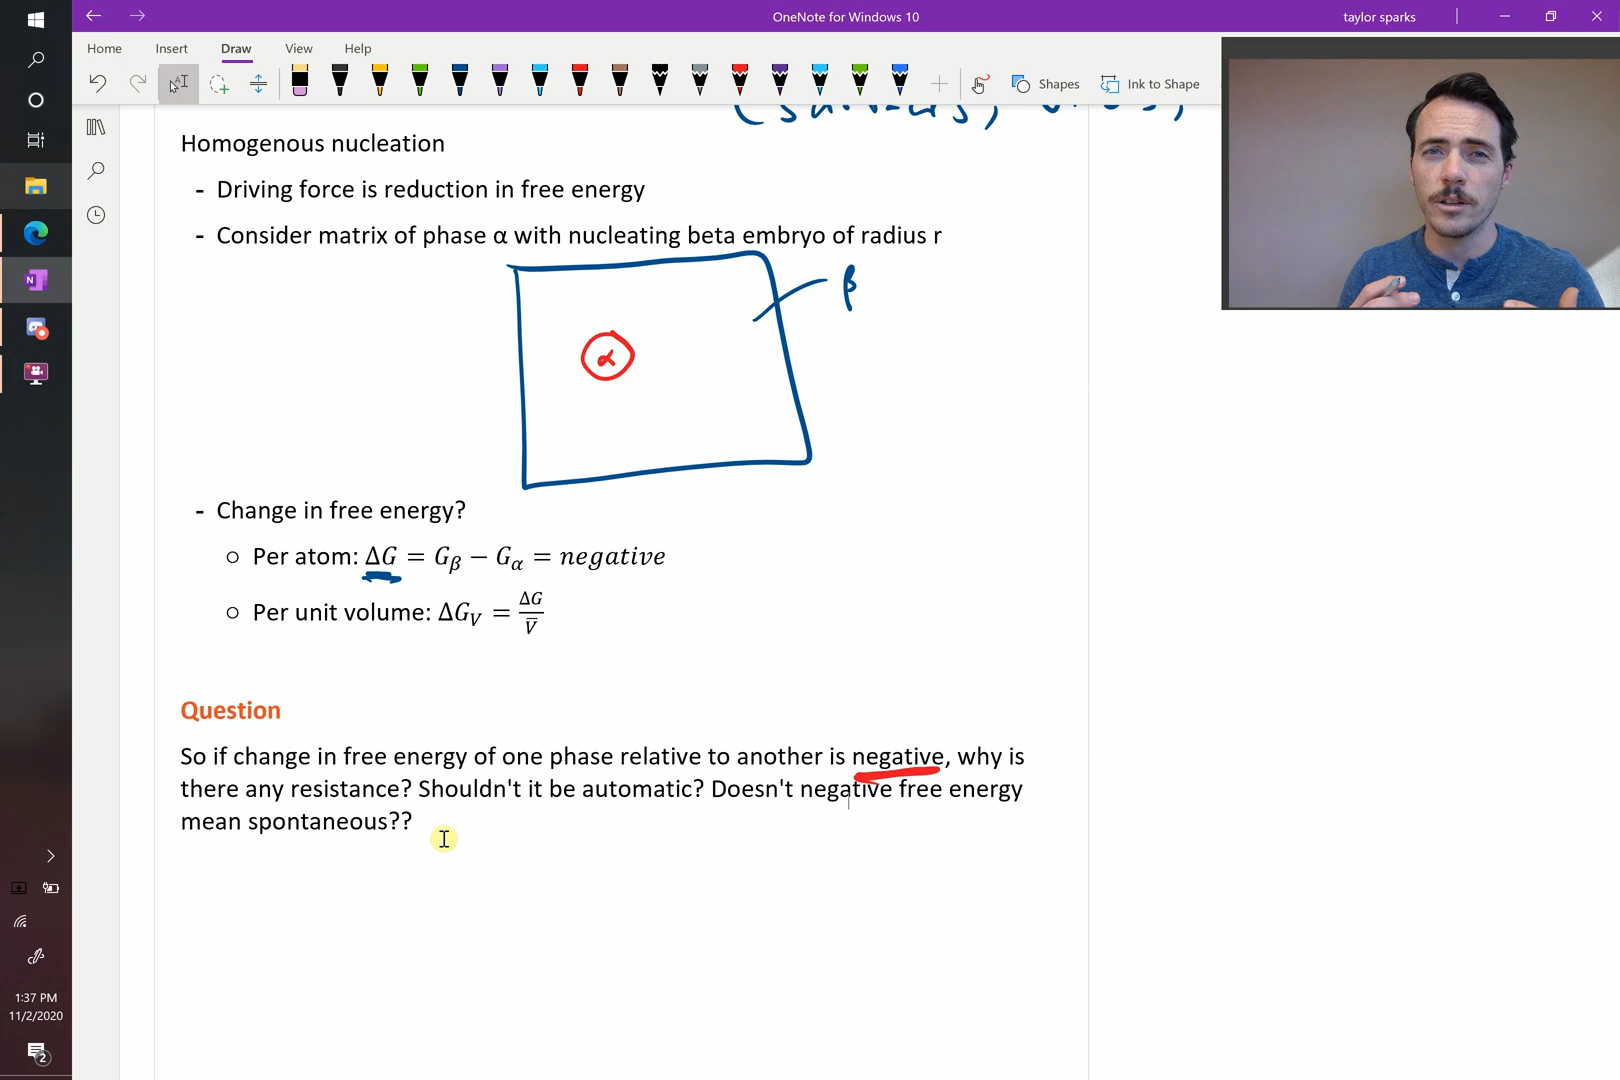 OneNote for Windows 10
taylor sparks
Home Insert Draw View Help
Shapes
Ink to Shape
Homogenous nucleation
- Driving force is reduction in free energy
- Consider matrix of phase α with nucleating beta embryo of radius r
β
α
- Change in free energy?
○ Per atom: ΔG = G_β − G_α = negative
○ Per unit volume: ΔG_V = ΔG/V̅
Question
So if change in free energy of one phase relative to another is negative, why is
there any resistance? Shouldn't it be automatic? Doesn't negative free energy
mean spontaneous??
1:37 PM
11/2/2020
2